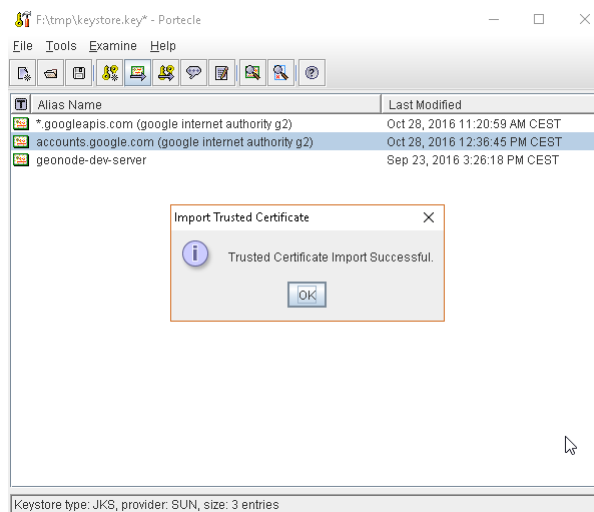 F:\tmp\keystore.key* - Portecle
File Tools Examine Help
T Alias Name Last Modified
*.googleapis.com (google internet authority g2) Oct 28, 2016 11:20:59 AM CEST
accounts.google.com (google internet authority g2) Oct 28, 2016 12:36:45 PM CEST
geonode-dev-server Sep 23, 2016 3:26:18 PM CEST
Import Trusted Certificate
Trusted Certificate Import Successful.
OK
Keystore type: JKS, provider: SUN, size: 3 entries